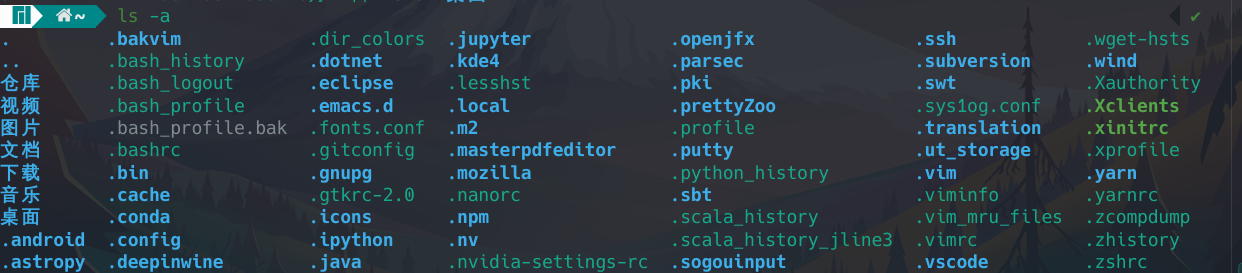 ~ ls -a ✔
. .bakvim .dir_colors .jupyter .openjfx .ssh .wget-hsts
.. .bash_history .dotnet .kde4 .parsec .subversion .wind
仓库 .bash_logout .eclipse .lesshst .pki .swt .Xauthority
视频 .bash_profile .emacs.d .local .prettyZoo .sys1og.conf .Xclients
图片 .bash_profile.bak .fonts.conf .m2 .profile .translation .xinitrc
文档 .bashrc .gitconfig .masterpdfeditor .putty .ut_storage .xprofile
下载 .bin .gnupg .mozilla .python_history .vim .yarn
音乐 .cache .gtkrc-2.0 .nanorc .sbt .viminfo .yarnrc
桌面 .conda .icons .npm .scala_history .vim_mru_files .zcompdump
.android .config .ipython .nv .scala_history_jline3 .vimrc .zhistory
.astropy .deepinwine .java .nvidia-settings-rc .sogouinput .vscode .zshrc